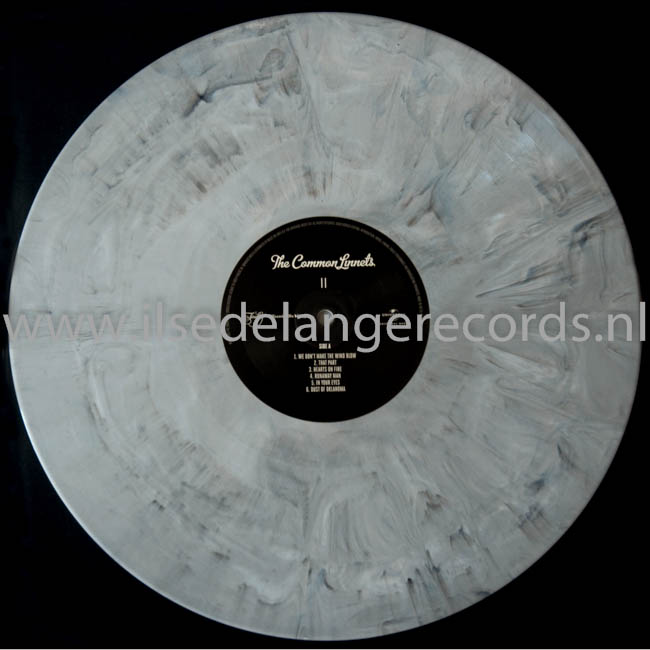 The Common Linnets
II
www.ilsedelangerecords.nl
SIDE A
1. WE DON'T MAKE THE WIND BLOW
2. THAT PART
3. HEARTS ON FIRE
4. RUNAWAY MAN
5. IN YOUR EYES
6. DUST OF OKLAHOMA